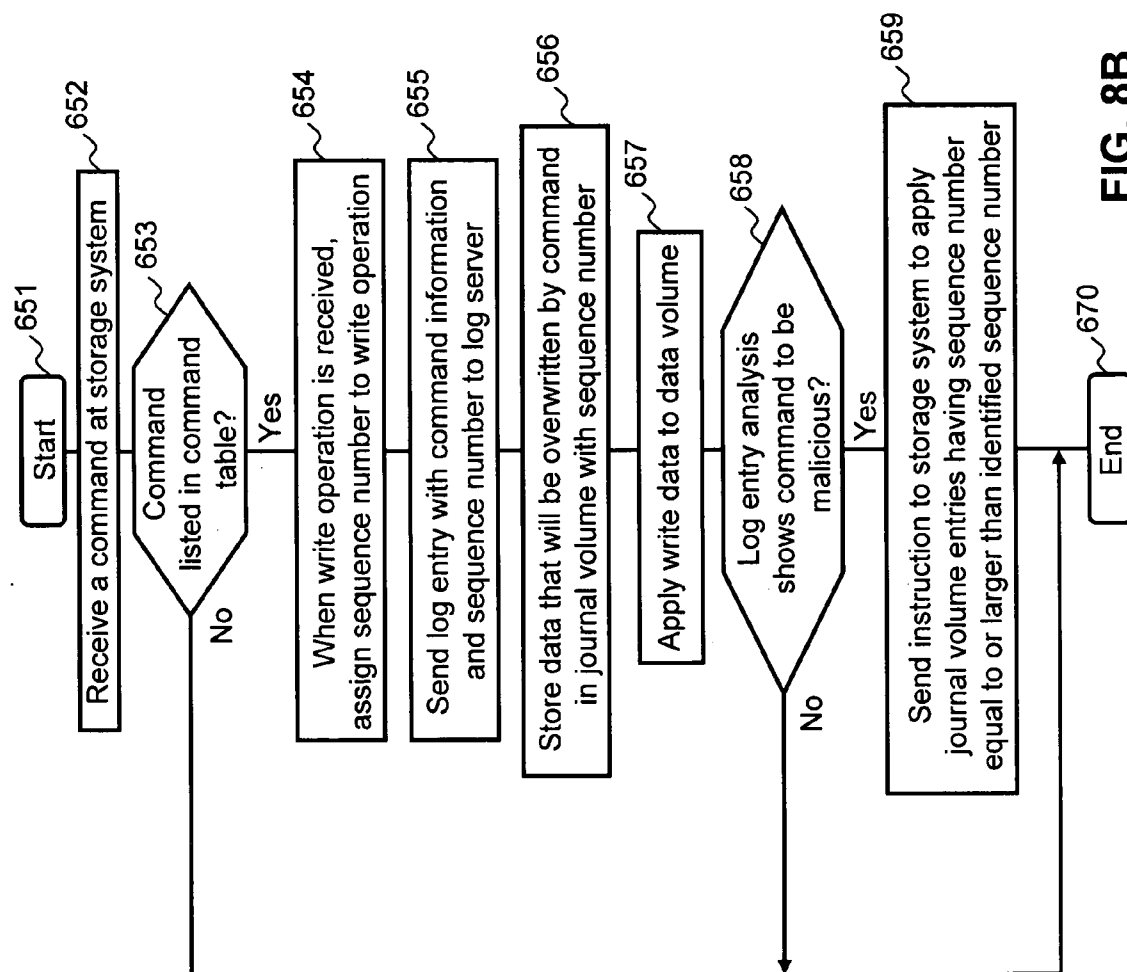 Start
651
Receive a command at storage system
652
Command
listed in command
table?
653
No
Yes
When write operation is received,
assign sequence number to write operation
654
Send log entry with command information
and sequence number to log server
655
Store data that will be overwritten by command
in journal volume with sequence number
656
Apply write data to data volume
657
Log entry analysis
shows command to be
malicious?
658
No
Yes
Send instruction to storage system to apply
journal volume entries having sequence number
equal to or larger than identified sequence number
659
End
670
FIG. 8B